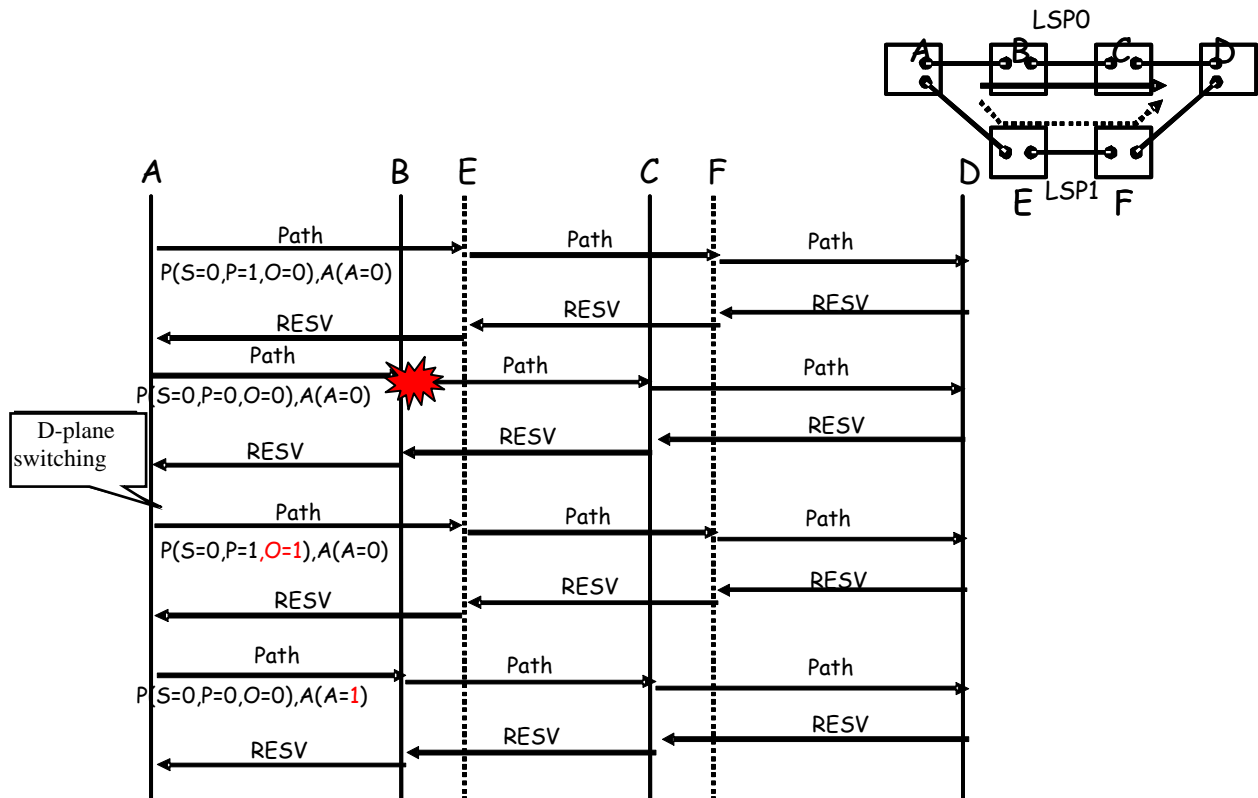 LSP0
A B C D
LSP1
E F
A B E C F D
Path Path Path
P(S=0,P=1,O=0),A(A=0)
RESV RESV RESV
Path Path Path
P(S=0,P=0,O=0),A(A=0)
D-plane
switching
RESV RESV RESV
Path Path Path
P(S=0,P=1,O=1),A(A=0)
RESV RESV RESV
Path Path Path
P(S=0,P=0,O=0),A(A=1)
RESV RESV RESV